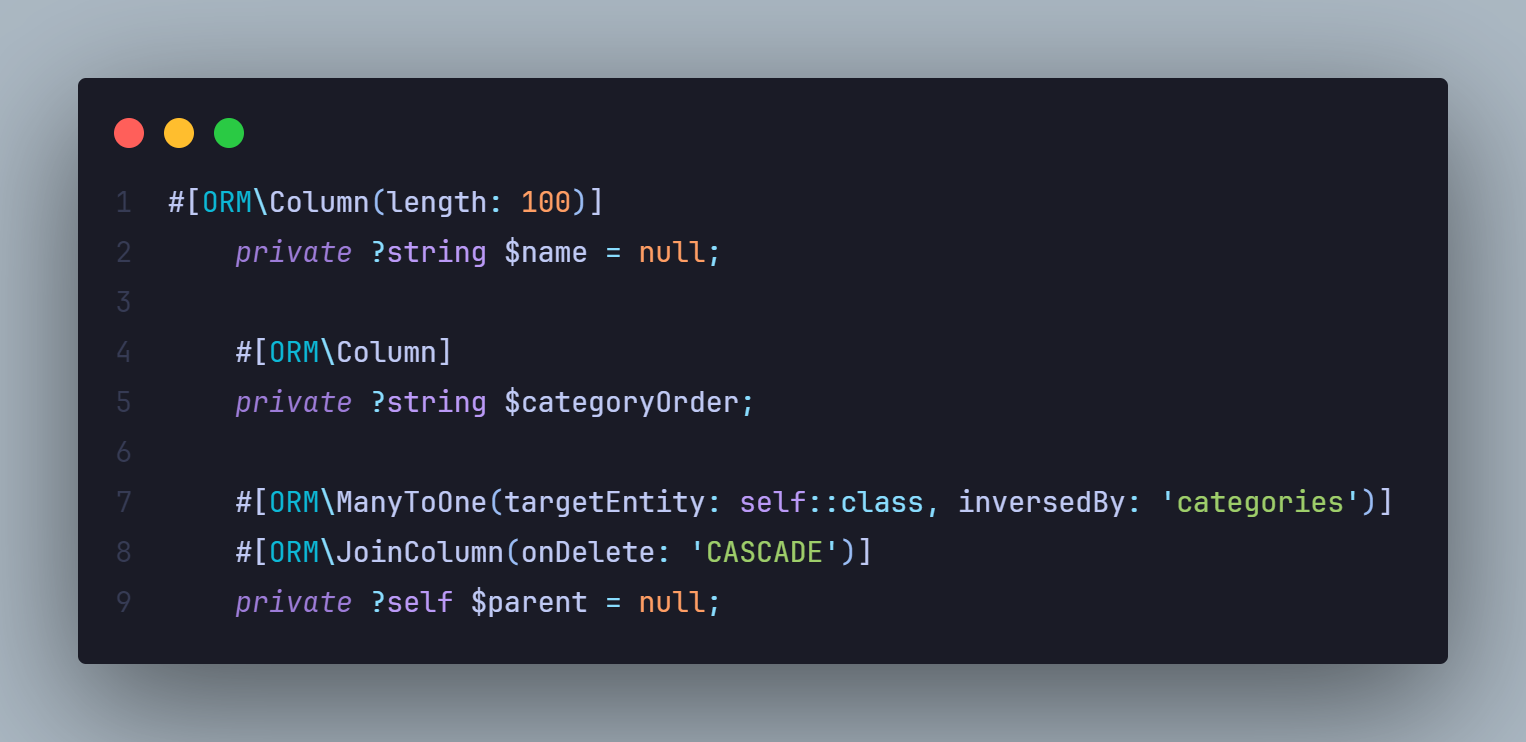 1 #[ORM\Column(length: 100)]
2     private ?string $name = null;
3
4     #[ORM\Column]
5     private ?string $categoryOrder;
6
7     #[ORM\ManyToOne(targetEntity: self::class, inversedBy: 'categories')]
8     #[ORM\JoinColumn(onDelete: 'CASCADE')]
9     private ?self $parent = null;